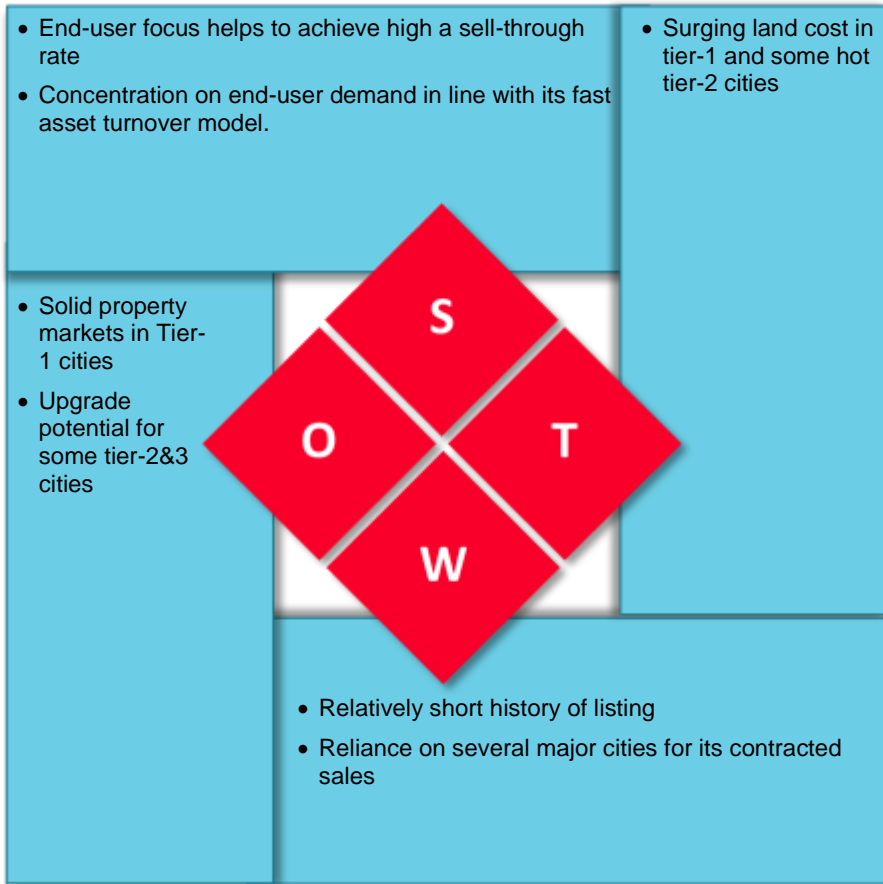 • End-user focus helps to achieve high a sell-through
rate
• Concentration on end-user demand in line with its fast
asset turnover model.
• Surging land cost in
tier-1 and some hot
tier-2 cities
• Solid property
markets in Tier-
1 cities
• Upgrade
potential for
some tier-2&3
cities
S
O
T
W
• Relatively short history of listing
• Reliance on several major cities for its contracted
sales